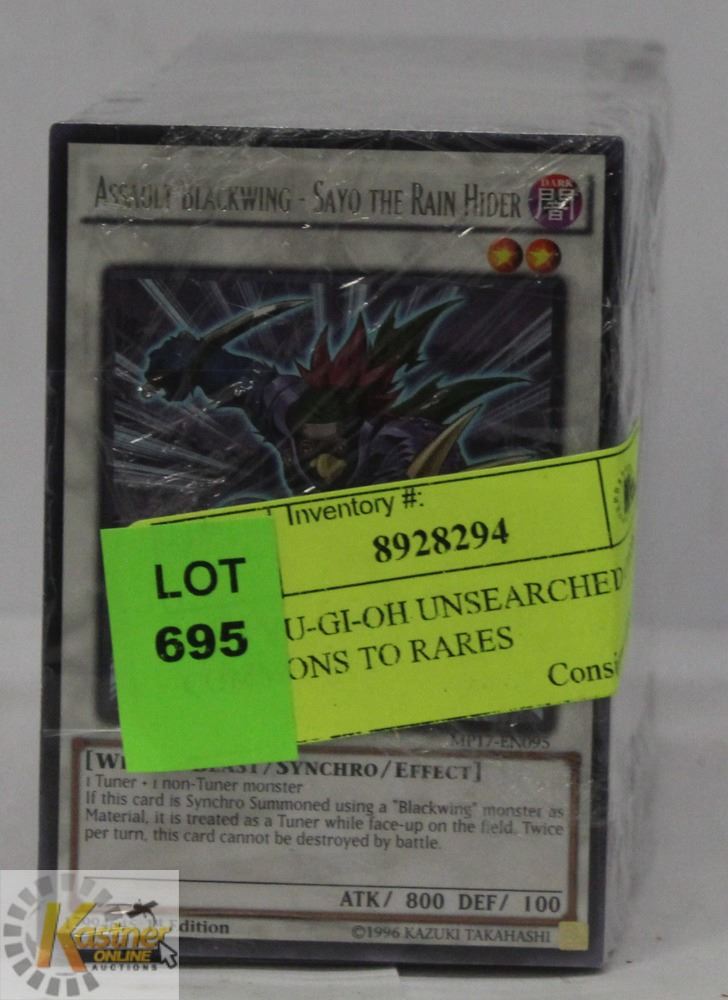 ASSAULT BLACKWING - SAYO THE RAIN HIDER
DARK
闇
Inventory #:
8928294
LOT
695
U-GI-OH UNSEARCHED
ONS TO RARES
Consi
MP17-EN095
[W BEAST/SYNCHRO/EFFECT]
1 Tuner + 1 non-Tuner monster
If this card is Synchro Summoned using a "Blackwing" monster as
Material, it is treated as a Tuner while face-up on the field. Twice
per turn, this card cannot be destroyed by battle.
ATK/ 800 DEF/ 100
Edition
©1996 KAZUKI TAKAHASHI
Kastner
ONLINE
AUCTIONS